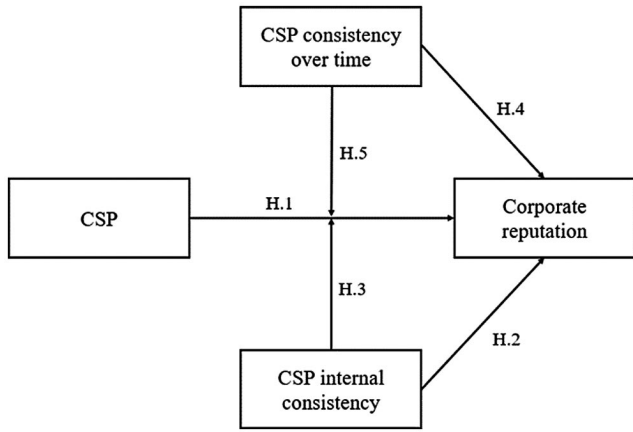 CSP consistency
over time
H.4
H.5
H.1
CSP
Corporate
reputation
H.3
H.2
CSP internal
consistency